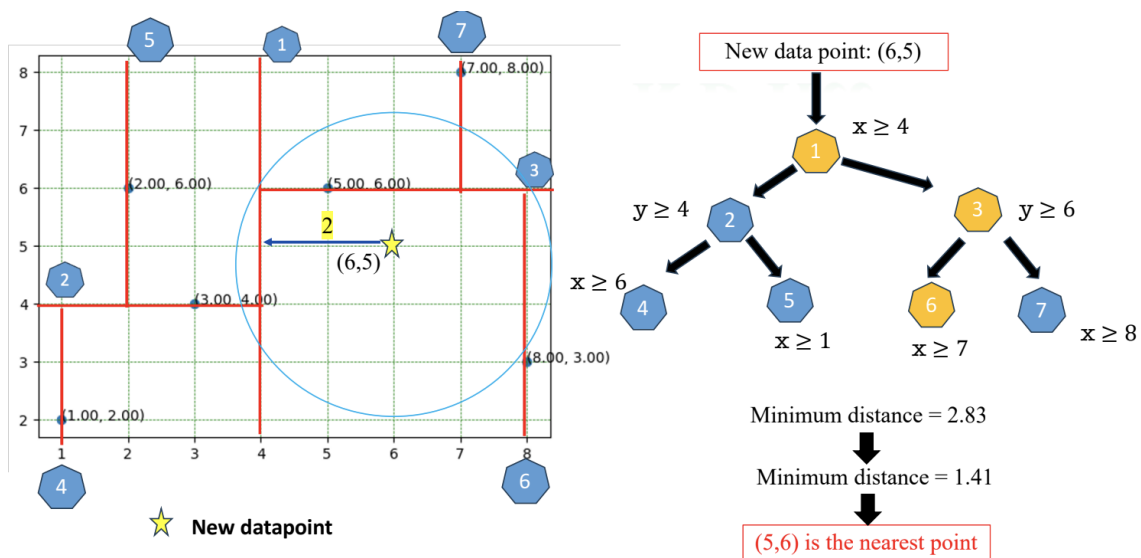 5
1
7
8
(7.00, 8.00)
7
3
6
(2.00, 6.00)
(5.00, 6.00)
2
5
(6,5)
2
4
(3.00, 4.00)
3
(8.00, 3.00)
2
(1.00, 2.00)
1 2 3 4 5 6 7 8
4
6
New datapoint
New data point: (6,5)
x ≥ 4
1
y ≥ 4
2
3
y ≥ 6
x ≥ 6
4
5
6
7
x ≥ 1
x ≥ 7
x ≥ 8
Minimum distance = 2.83
Minimum distance = 1.41
(5,6) is the nearest point